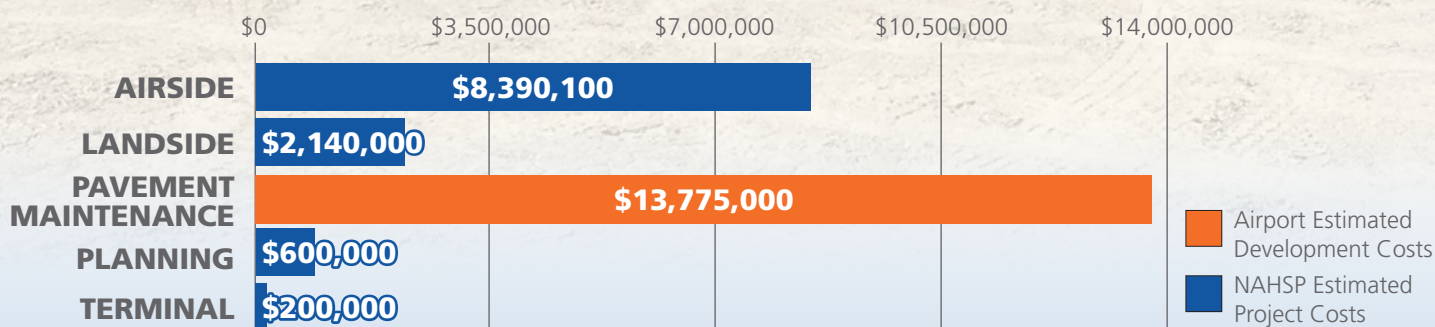 $0 $3,500,000 $7,000,000 $10,500,000 $14,000,000
AIRSIDE $8,390,100
LANDSIDE $2,140,000
PAVEMENT
MAINTENANCE $13,775,000
PLANNING $600,000
TERMINAL $200,000
Airport Estimated
Development Costs
NAHSP Estimated
Project Costs